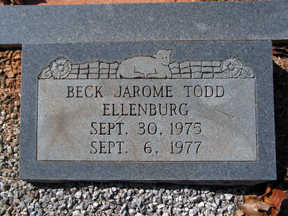 BECK JAROME TODD
ELLENBURG
SEPT. 30, 1975
SEPT. 6, 1977